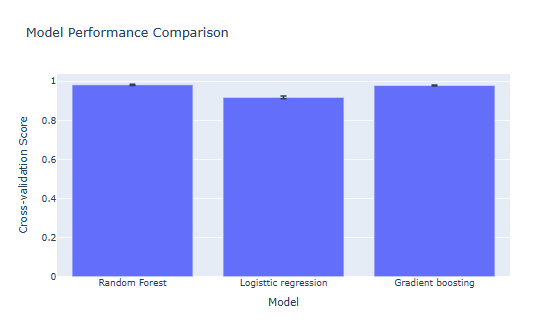 Model Performance Comparison
Cross-validation Score
1
0.8
0.6
0.4
0.2
0
Random Forest
Logisttic regression
Gradient boosting
Model